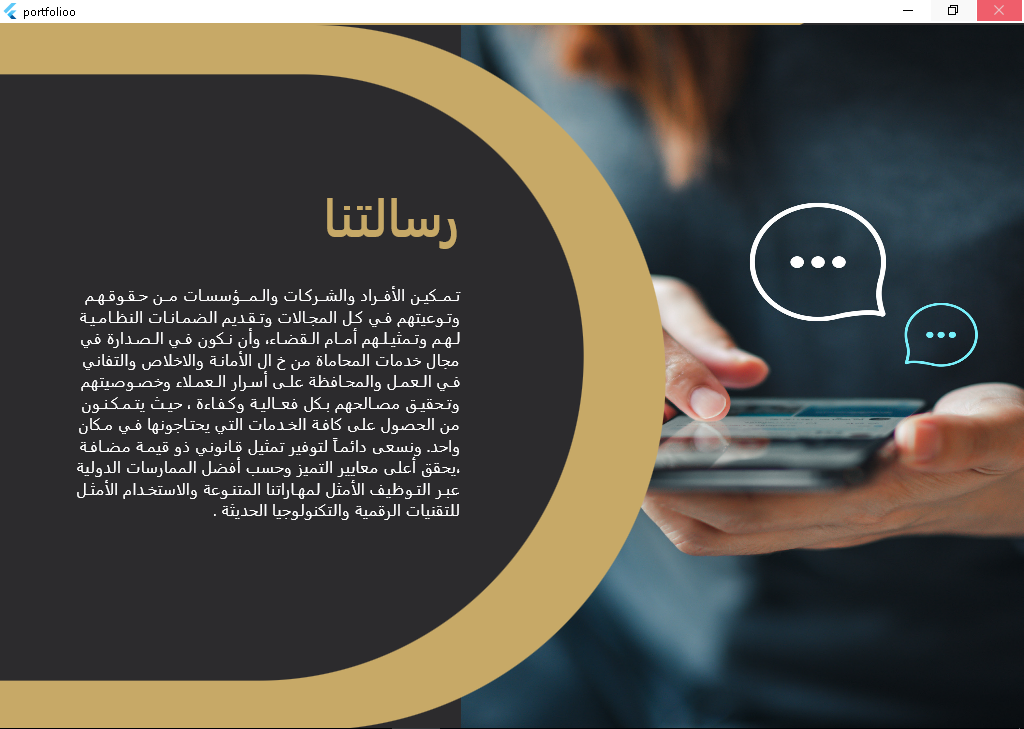 portfolioo
رسالتنا
تمكين الأفراد والشركات والمؤسسات من حقوقهم
وتوعيتهم في كل المجالات وتقديم الضمانات النظامية
لهم وتمثيلهم أمام القضاء، وأن نكون في الصدارة في
مجال خدمات المحاماة من خ ال الأمانة والاخلاص والتفاني
في العمل والمحافظة على أسرار العملاء وخصوصيتهم
وتحقيق مصالحهم بكل فعالية وكفاءة ، حيث يتمكنون
من الحصول على كافة الخدمات التي يحتاجونها في مكان
واحد. ونسعى دائماً لتوفير تمثيل قانوني ذو قيمة مضافة
،يحقق أعلى معايير التميز وحسب أفضل الممارسات الدولية
عبر التوظيف الأمثل لمهاراتنا المتنوعة والاستخدام الأمثل
للتقنيات الرقمية والتكنولوجيا الحديثة .